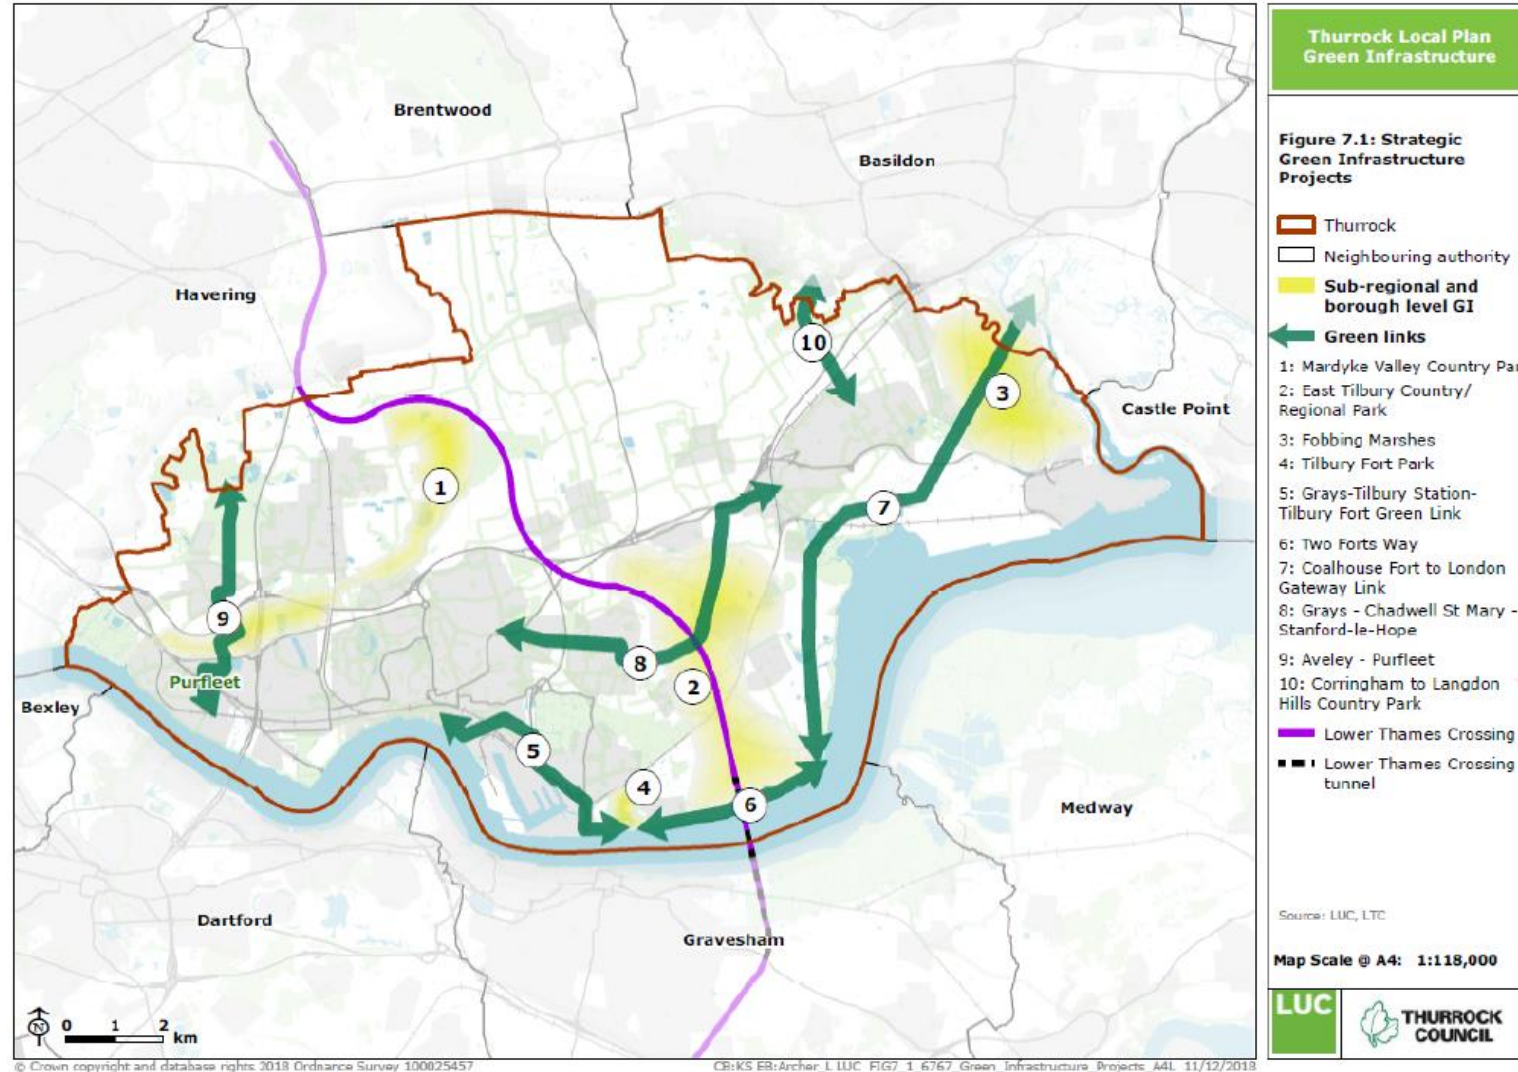 Brentwood
Basildon
Havering
10
3
Castle Point
1
7
9
8
Purfleet
2
Bexley
5
4
6
Medway
Dartford
Gravesham
N
0 1 2
km
© Crown copyright and database rights 2018 Ordnance Survey 100025457
CB:KS EB:Archer_L LUC FIG7_1_6767_Green_Infrastructure_Projects_A4L 11/12/2018
Thurrock Local Plan
Green Infrastructure
Figure 7.1: Strategic
Green Infrastructure
Projects
Thurrock
Neighbouring authority
Sub-regional and
borough level GI
Green links
1: Mardyke Valley Country Par
2: East Tilbury Country/
Regional Park
3: Fobbing Marshes
4: Tilbury Fort Park
5: Grays-Tilbury Station-
Tilbury Fort Green Link
6: Two Forts Way
7: Coalhouse Fort to London
Gateway Link
8: Grays - Chadwell St Mary -
Stanford-le-Hope
9: Aveley - Purfleet
10: Corringham to Langdon
Hills Country Park
Lower Thames Crossing
Lower Thames Crossing
tunnel
Source: LUC, LTC
Map Scale @ A4: 1:118,000
LUC
THURROCK
COUNCIL